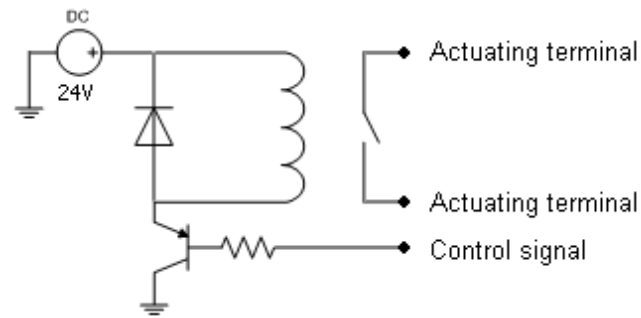 DC
24V
Actuating terminal
Actuating terminal
Control signal